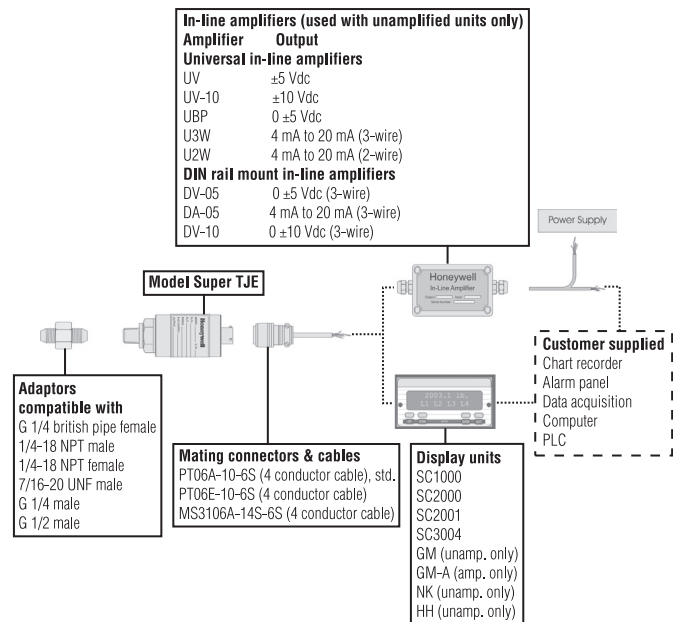 In-line amplifiers (used with unamplified units only)
Amplifier Output
Universal in-line amplifiers
UV ±5 Vdc
UV-10 ±10 Vdc
UBP 0 ±5 Vdc
U3W 4 mA to 20 mA (3-wire)
U2W 4 mA to 20 mA (2-wire)
DIN rail mount in-line amplifiers
DV-05 0 ±5 Vdc (3-wire)
DA-05 4 mA to 20 mA (3-wire)
DV-10 0 ±10 Vdc (3-wire)
Power Supply
Model Super TJE
Honeywell
Honeywell
In-Line Amplifier
Adaptors
compatible with
G 1/4 british pipe female
1/4-18 NPT male
1/4-18 NPT female
7/16-20 UNF male
G 1/4 male
G 1/2 male
Mating connectors & cables
PT06A-10-6S (4 conductor cable), std.
PT06E-10-6S (4 conductor cable)
MS3106A-14S-6S (4 conductor cable)
2003.1 lb.
L1 L2 L3 L4
Customer supplied
Chart recorder
Alarm panel
Data acquisition
Computer
PLC
Display units
SC1000
SC2000
SC2001
SC3004
GM (unamp. only)
GM-A (amp. only)
NK (unamp. only)
HH (unamp. only)